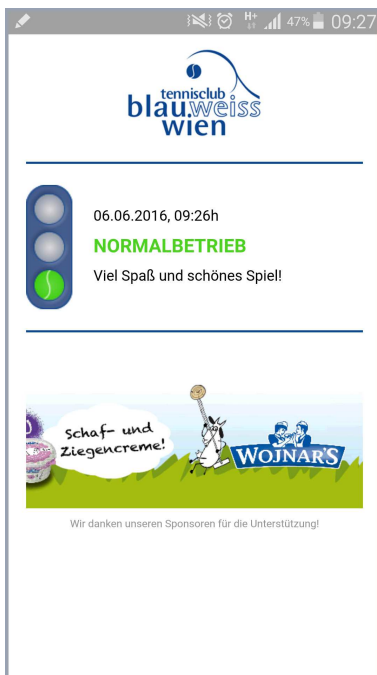 H+ 47% 09:27
tennisclub
blau.weiss
wien
06.06.2016, 09:26h
NORMALBETRIEB
Viel Spaß und schönes Spiel!
Schaf- und
Ziegencreme!
WOJNAR'S
Wir danken unseren Sponsoren für die Unterstützung!